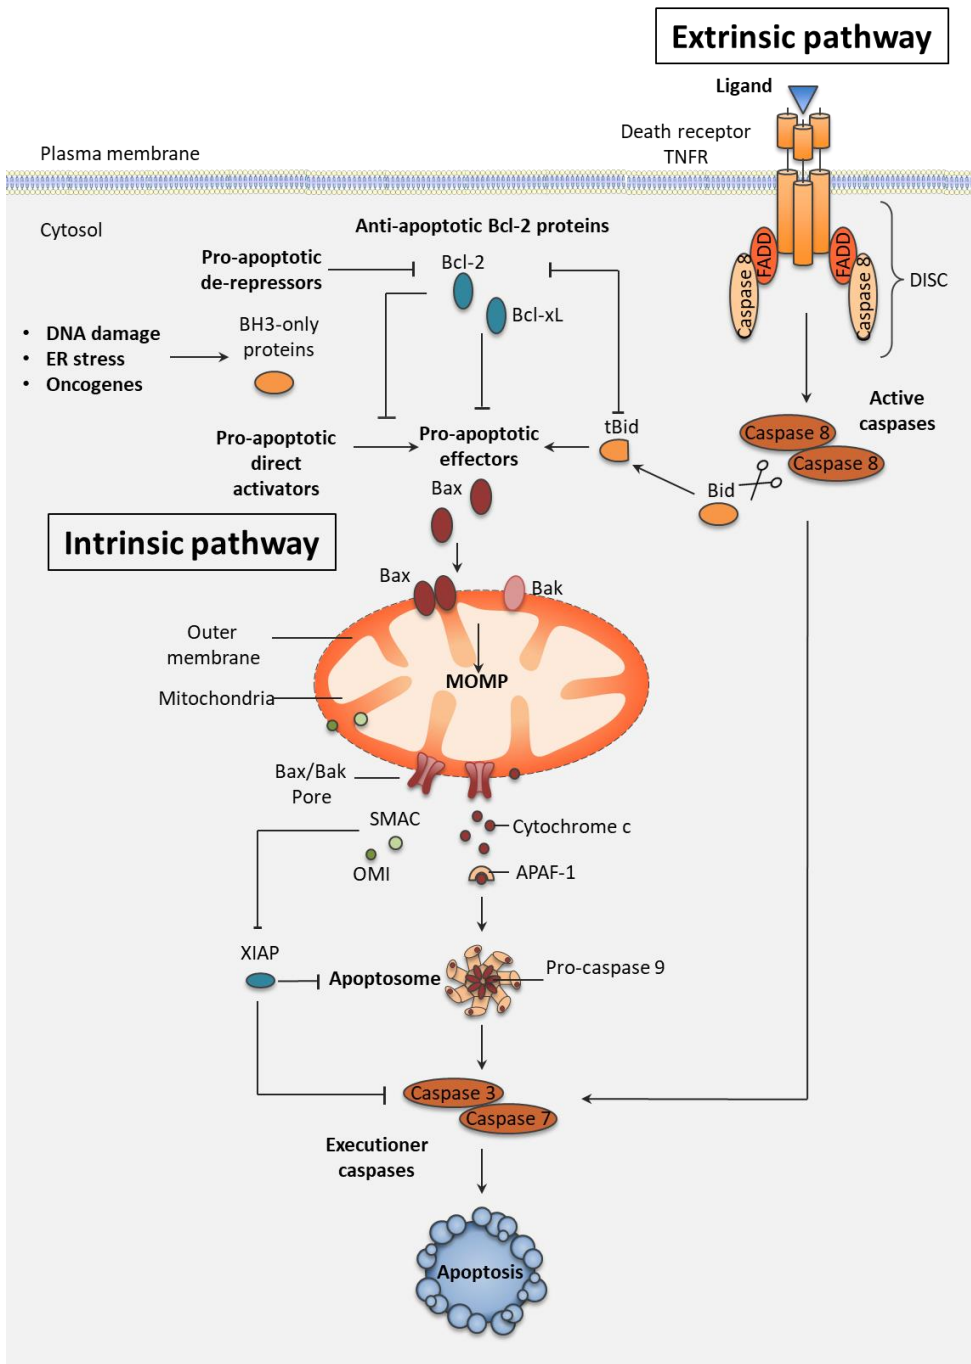 Extrinsic pathway
Ligand
Death receptor
TNFR
Plasma membrane
Cytosol
Anti-apoptotic Bcl-2 proteins
Pro-apoptotic
de-repressors
Bcl-2
Bcl-xL
FADD
FADD
Caspase 8
Caspase 8
DISC
• DNA damage
• ER stress
• Oncogenes
BH3-only
proteins
Active
caspases
Caspase 8
Caspase 8
Pro-apoptotic
direct
activators
Pro-apoptotic
effectors
tBid
Bid
Bax
Intrinsic pathway
Bax
Bak
Outer
membrane
MOMP
Mitochondria
Bax/Bak
Pore
SMAC
OMI
Cytochrome c
APAF-1
XIAP
Apoptosome
Pro-caspase 9
Caspase 3
Caspase 7
Executioner
caspases
Apoptosis